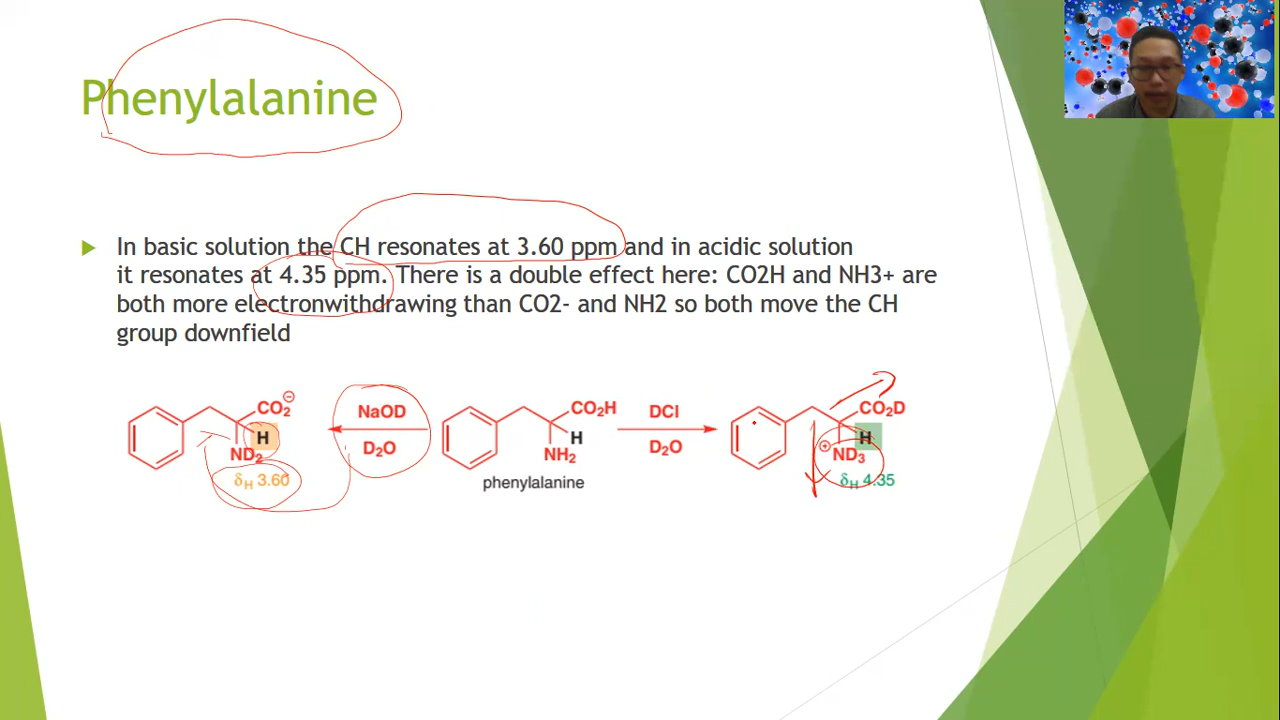 Phenylalanine
In basic solution the CH resonates at 3.60 ppm and in acidic solution
it resonates at 4.35 ppm. There is a double effect here: CO2H and NH3+ are
both more electronwithdrawing than CO2- and NH2 so both move the CH
group downfield
CO₂⊖ H ND₂
δH 3.60
NaOD
D₂O
CO₂H H NH₂
phenylalanine
DCl
D₂O
CO₂D H ⊕ND₃
δH 4.35